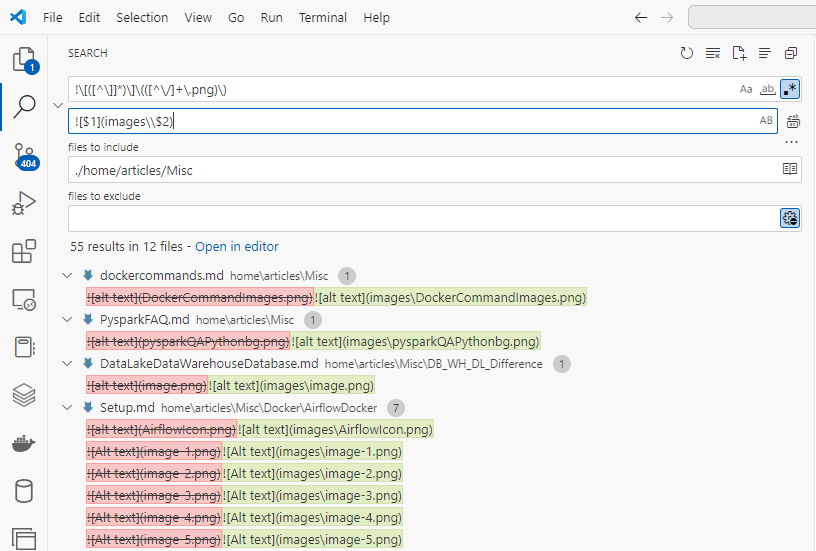 File Edit Selection View Go Run Terminal Help
SEARCH
1
!\[([^\]]*)\]\(([^\/]+\.png)\)
Aa ab .*
![$1](images\\$2)
AB
404
files to include
./home/articles/Misc
files to exclude
55 results in 12 files - Open in editor
dockercommands.md home\articles\Misc 1
![alt text](DockerCommandImages.png)![alt text](images\DockerCommandImages.png)
PysparkFAQ.md home\articles\Misc 1
![alt text](pysparkQAPythonbg.png)![alt text](images\pysparkQAPythonbg.png)
DataLakeDataWarehouseDatabase.md home\articles\Misc\DB_WH_DL_Difference 1
![alt text](image.png)![alt text](images\image.png)
Setup.md home\articles\Misc\Docker\AirflowDocker 7
![alt text](AirflowIcon.png)![alt text](images\AirflowIcon.png)
![Alt text](image-1.png)![Alt text](images\image-1.png)
![Alt text](image-2.png)![Alt text](images\image-2.png)
![Alt text](image-3.png)![Alt text](images\image-3.png)
![Alt text](image-4.png)![Alt text](images\image-4.png)
![Alt text](image-5.png)![Alt text](images\image-5.png)